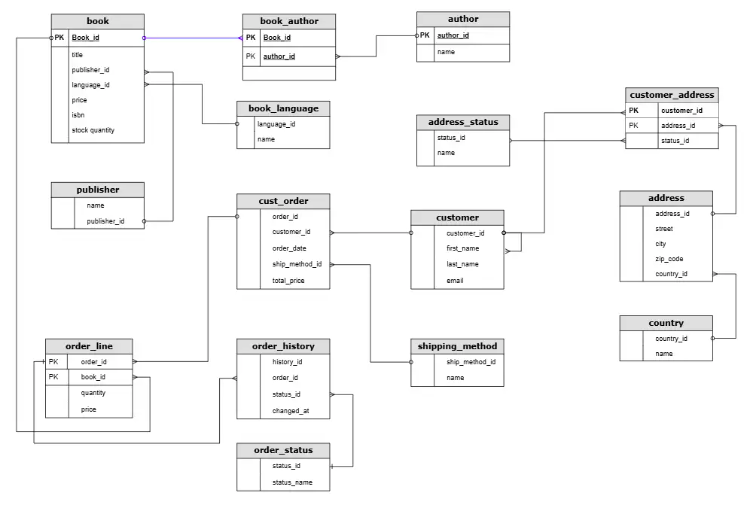 book
PK Book_id
title
publisher_id
language_id
price
isbn
stock quantity
book_author
PK Book_id
PK author_id
author
PK author_id
name
book_language
language_id
name
address_status
status_id
name
customer_address
PK customer_id
PK address_id
status_id
publisher
name
publisher_id
cust_order
order_id
customer_id
order_date
ship_method_id
total_price
customer
customer_id
first_name
last_name
email
address
address_id
street
city
zip_code
country_id
order_line
PK order_id
PK book_id
quantity
price
order_history
history_id
order_id
status_id
changed_at
shipping_method
ship_method_id
name
country
country_id
name
order_status
status_id
status_name